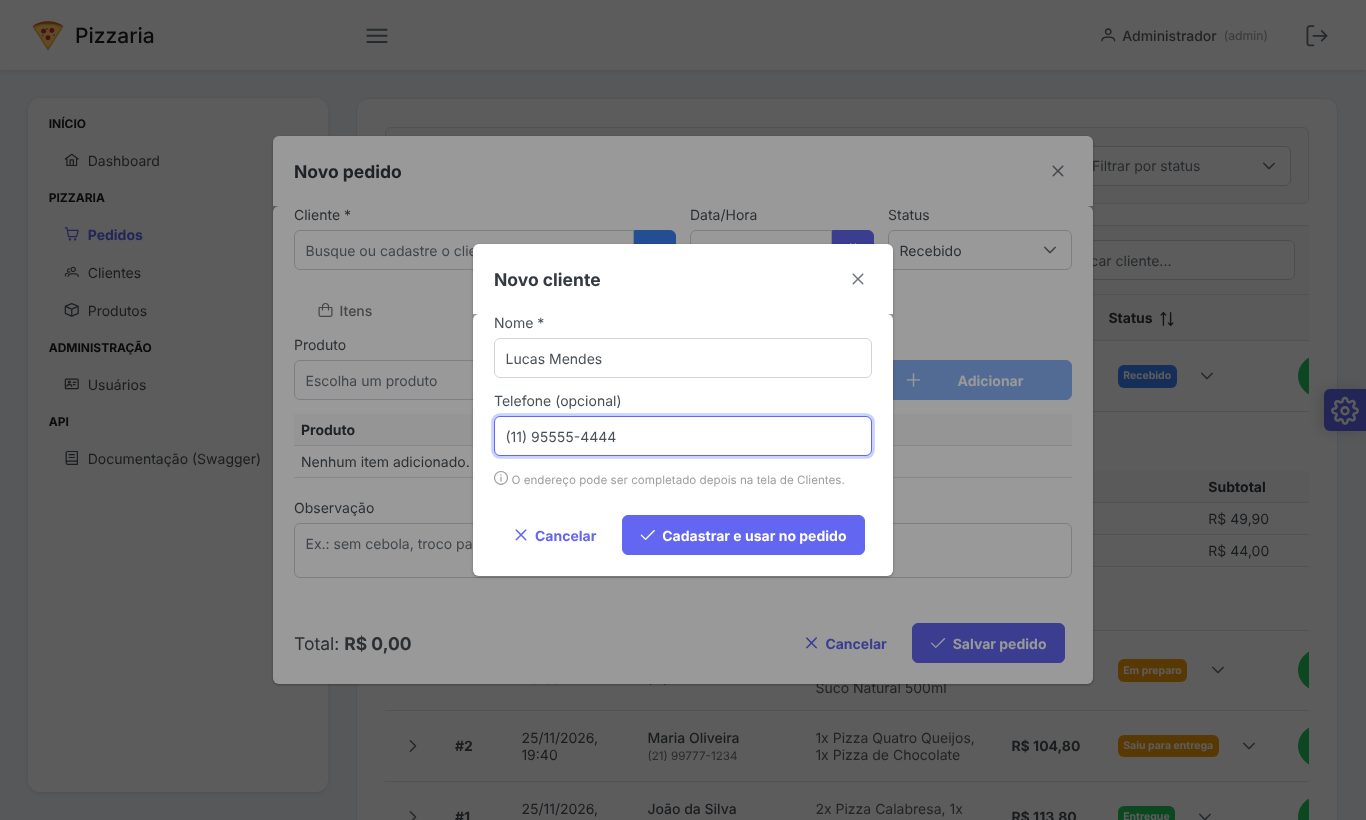 Pizzaria
Administrador (admin)
INÍCIO
Dashboard
PIZZARIA
Pedidos
Clientes
Produtos
ADMINISTRAÇÃO
Usuários
API
Documentação (Swagger)
Filtrar por status
Novo pedido
Cliente *
Data/Hora
Status
Busque ou cadastre o clie
Recebido
Itens
Produto
Escolha um produto
Adicionar
Produto
Nenhum item adicionado.
Observação
Ex.: sem cebola, troco pa
Total: R$ 0,00
Cancelar
Salvar pedido
Novo cliente
Nome *
Lucas Mendes
Telefone (opcional)
(11) 95555-4444
O endereço pode ser completado depois na tela de Clientes.
Cancelar
Cadastrar e usar no pedido
car cliente...
Status
Recebido
Subtotal
R$ 49,90
R$ 44,00
Em preparo
Suco Natural 500ml
#2
25/11/2026,
19:40
Maria Oliveira
(21) 99777-1234
1x Pizza Quatro Queijos,
1x Pizza de Chocolate
R$ 104,80
Saiu para entrega
#1
25/11/2026,
João da Silva
2x Pizza Calabresa, 1x
R$ 113,80
Entregue